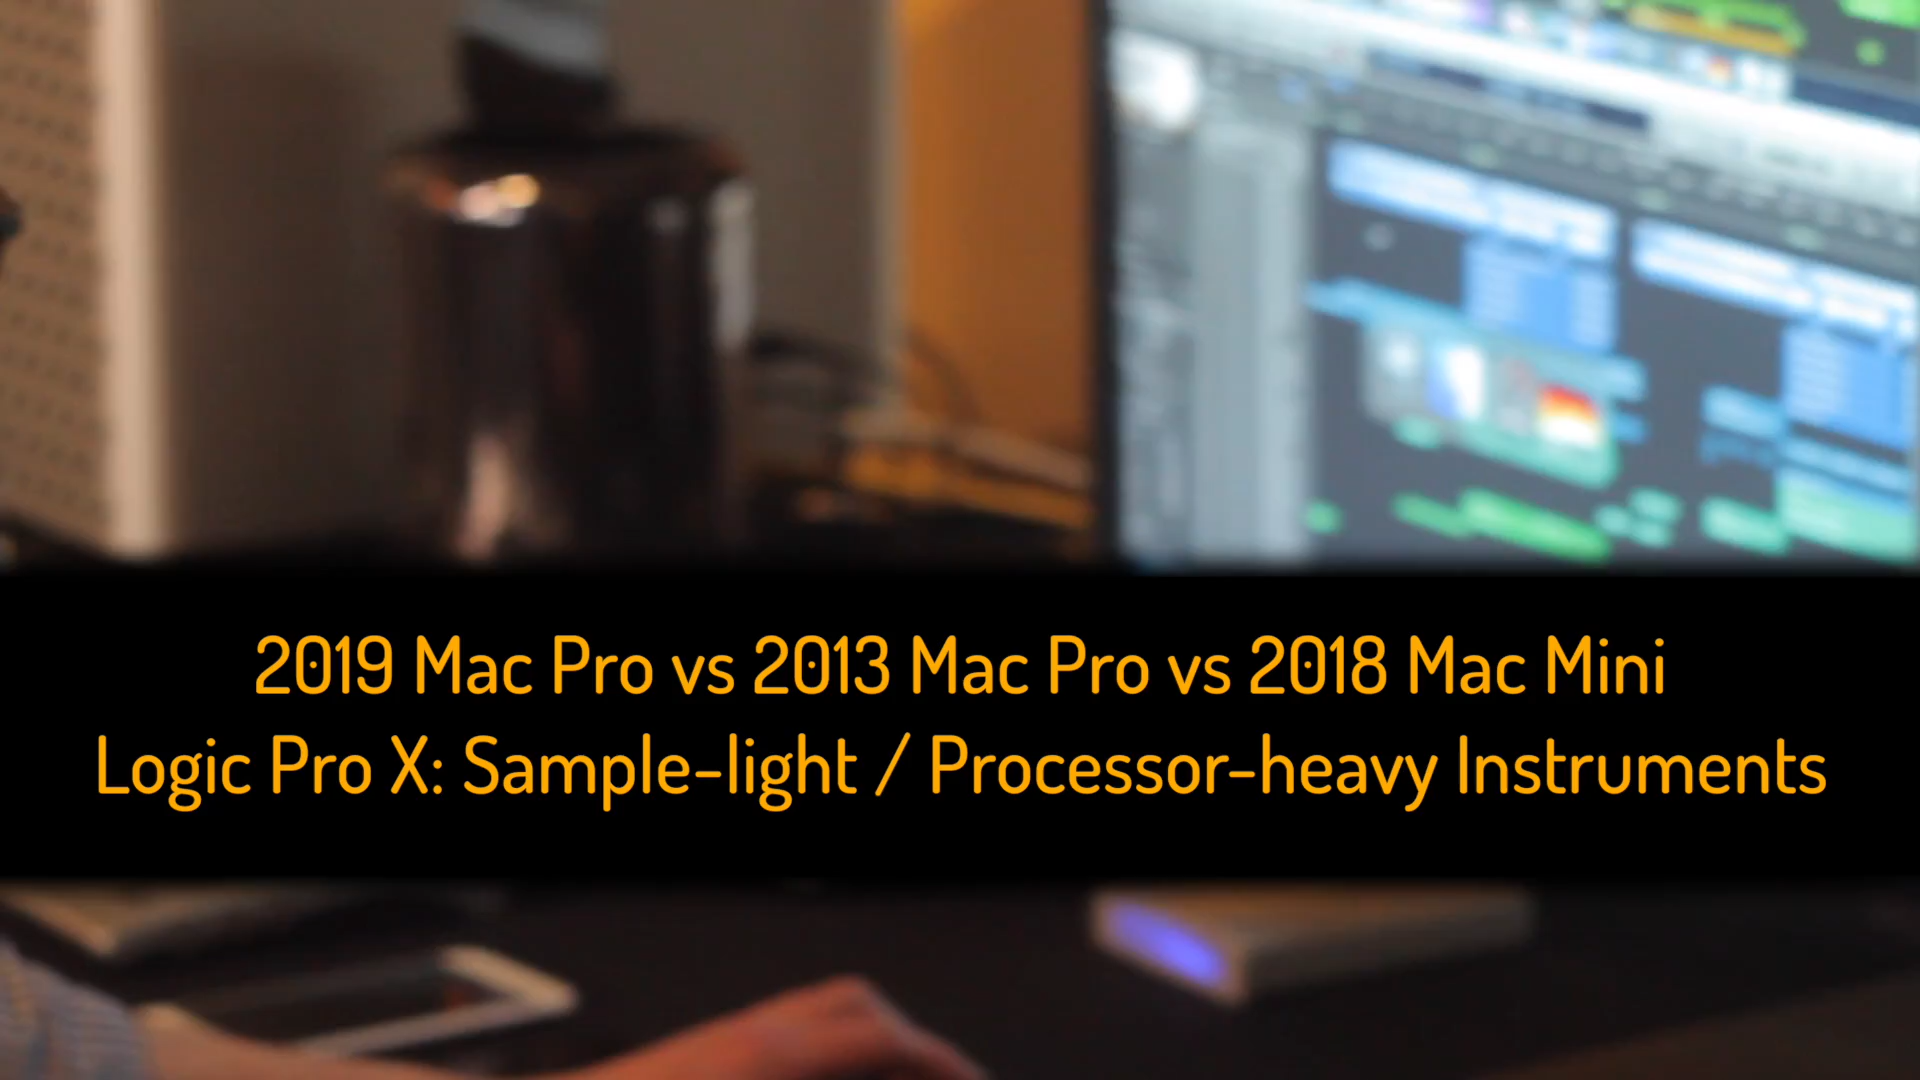 2019 Mac Pro vs 2013 Mac Pro vs 2018 Mac Mini
Logic Pro X: Sample-light / Processor-heavy Instruments